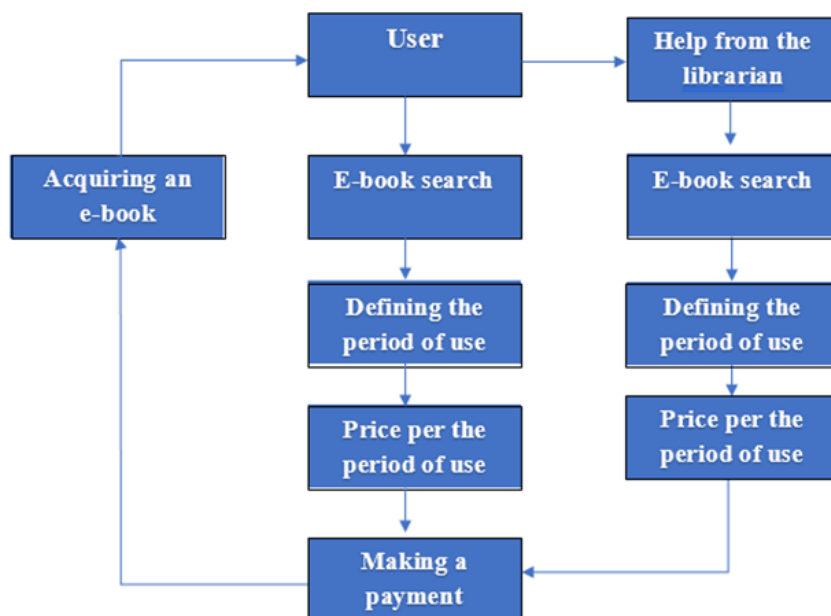 User
Help from the
librarian
Acquiring an
e-book
E-book search
E-book search
Defining the
period of use
Defining the
period of use
Price per the
period of use
Price per the
period of use
Making a
payment